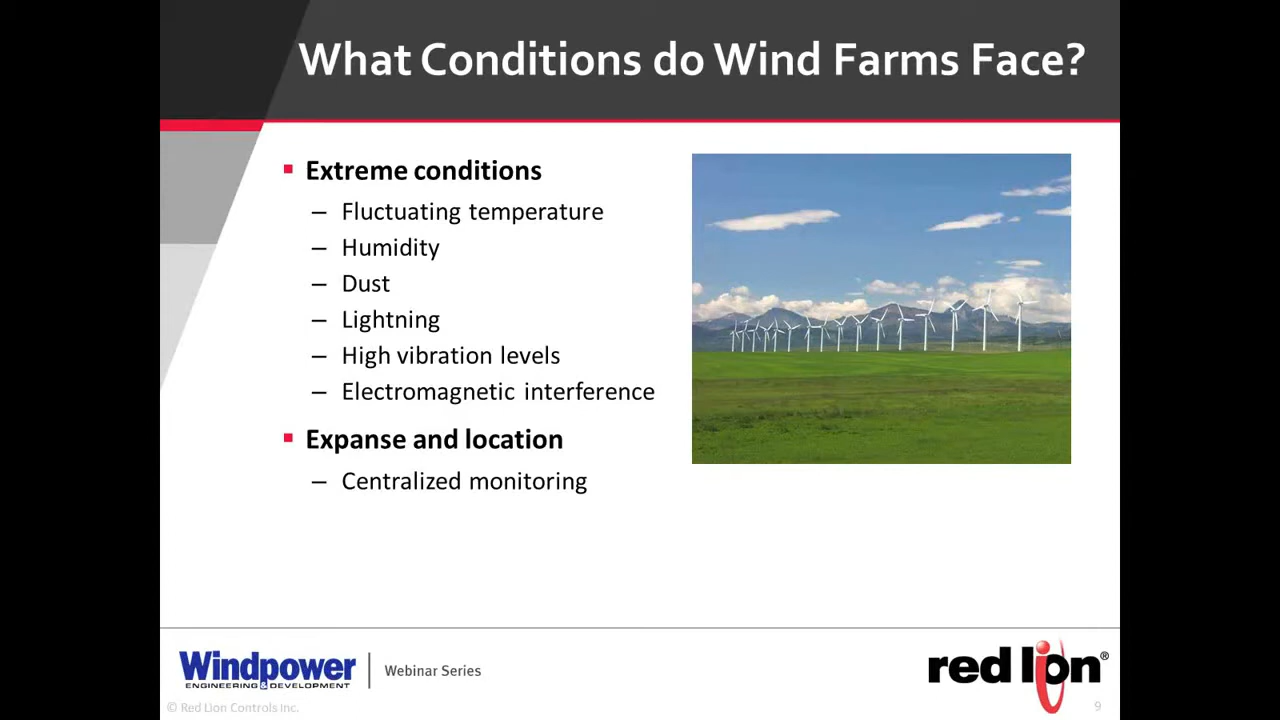 What Conditions do Wind Farms Face?
▪ Extreme conditions
– Fluctuating temperature
– Humidity
– Dust
– Lightning
– High vibration levels
– Electromagnetic interference
▪ Expanse and location
– Centralized monitoring
Windpower
ENGINEERING & DEVELOPMENT
Webinar Series
red lion®
© Red Lion Controls Inc.
9